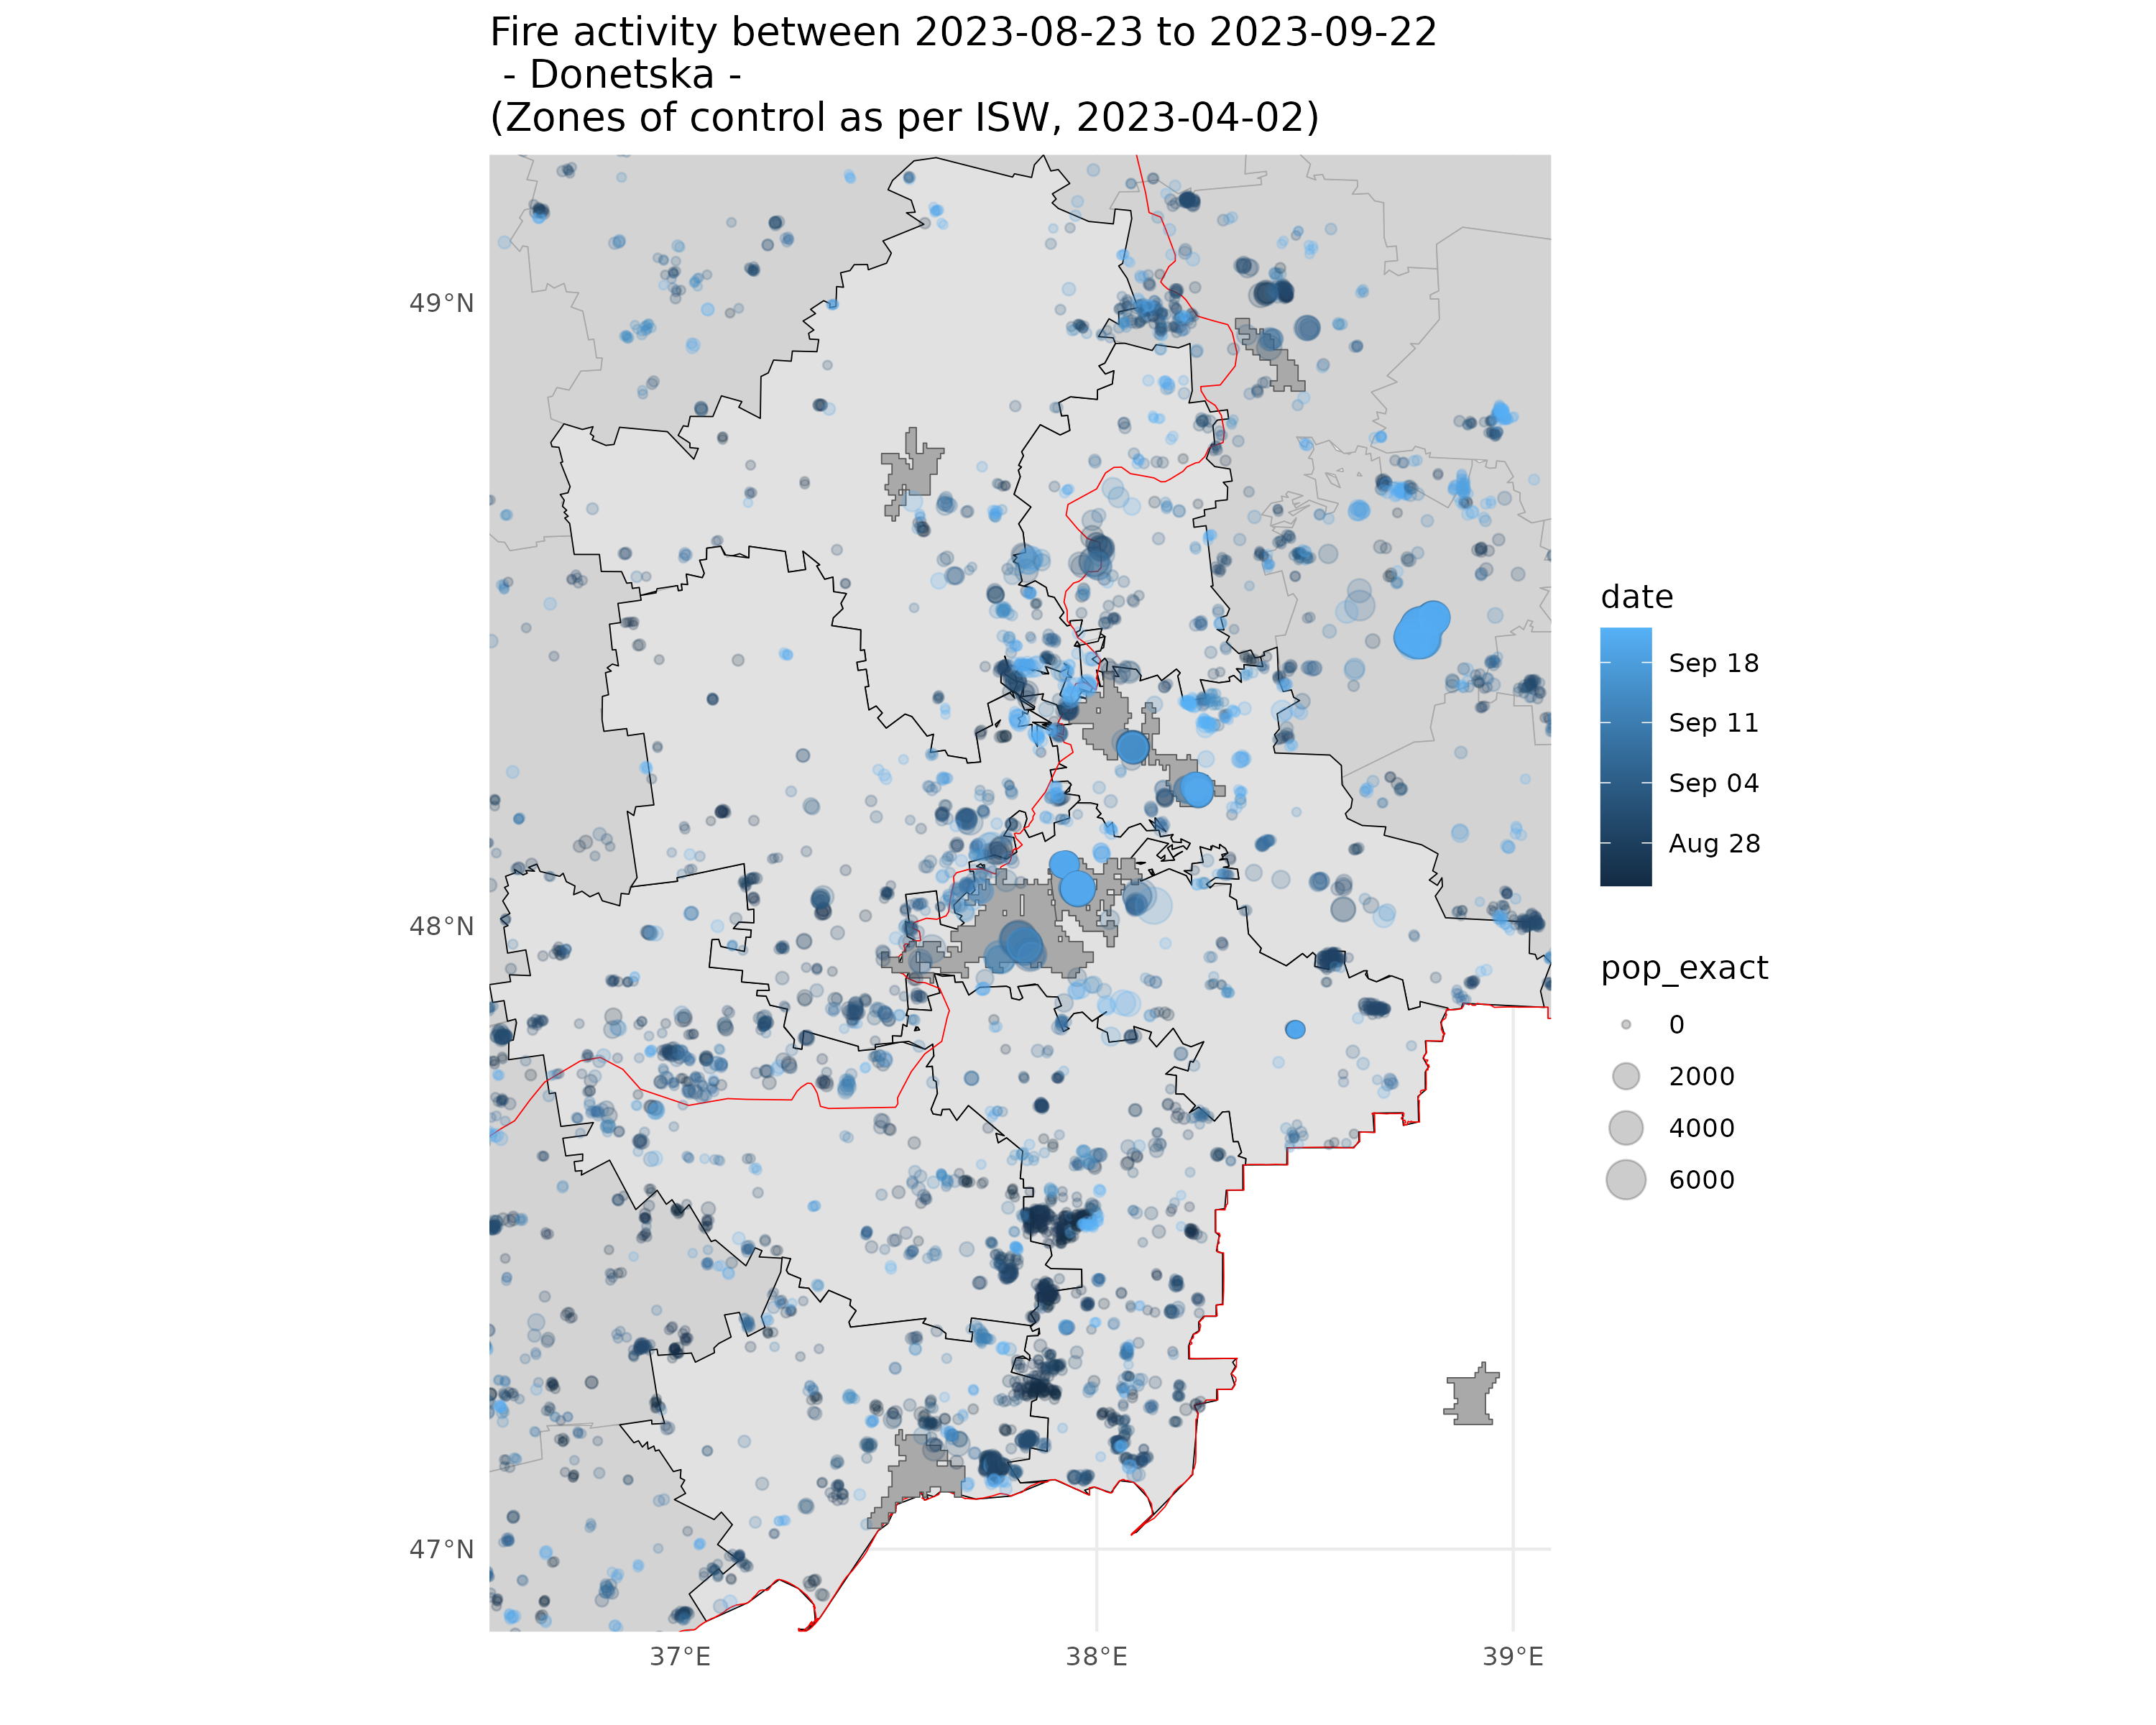 Fire activity between 2023-08-23 to 2023-09-22
- Donetska -
(Zones of control as per ISW, 2023-04-02)
49°N
48°N
47°N
37°E
38°E
39°E
date
Sep 18
Sep 11
Sep 04
Aug 28
pop_exact
0
2000
4000
6000